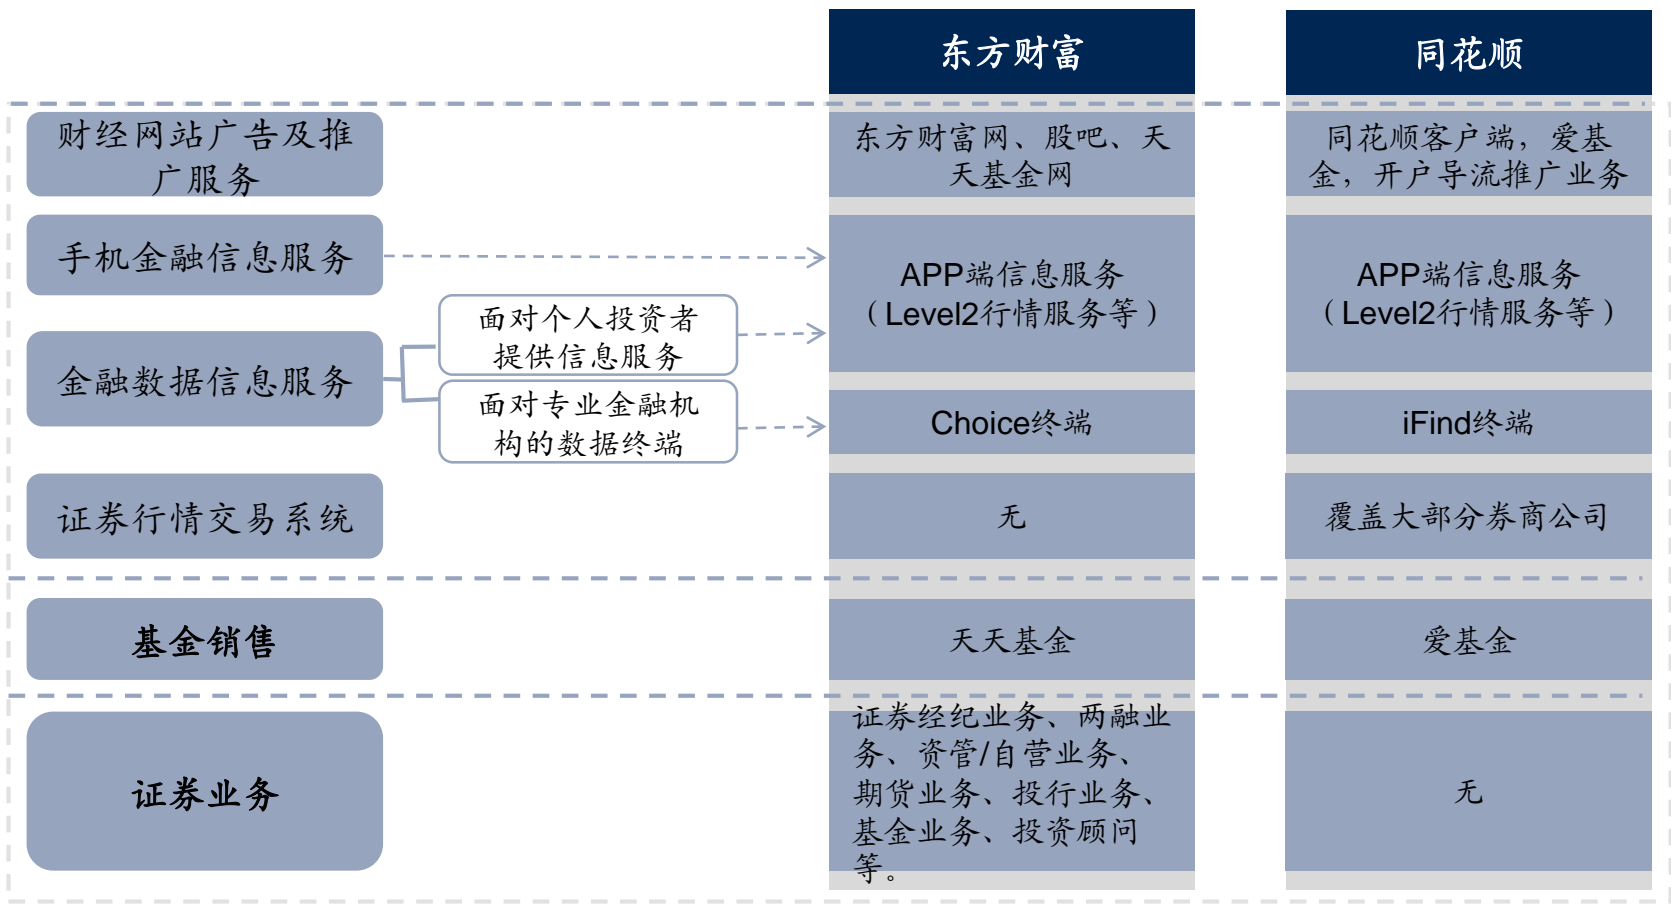 东方财富
同花顺
财经网站广告及推
广服务
东方财富网、股吧、天
天基金网
同花顺客户端，爱基
金，开户导流推广业务
手机金融信息服务
APP端信息服务
（Level2行情服务等）
APP端信息服务
（Level2行情服务等）
金融数据信息服务
面对个人投资者
提供信息服务
面对专业金融机
构的数据终端
Choice终端
iFind终端
证券行情交易系统
无
覆盖大部分券商公司
基金销售
天天基金
爱基金
证券业务
证券经纪业务、两融业
务、资管/自营业务、
期货业务、投行业务、
基金业务、投资顾问
等。
无